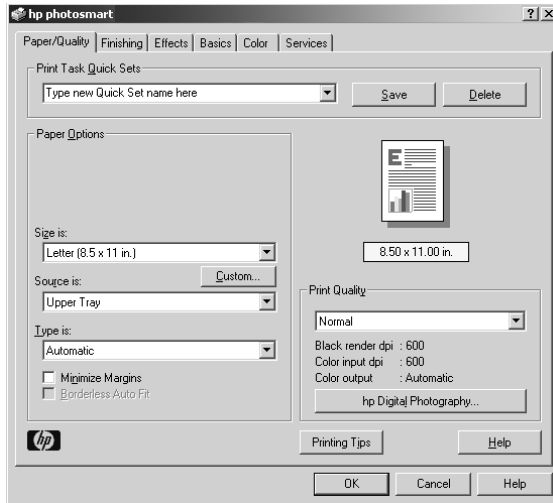 hp photosmart
Paper/Quality Finishing Effects Basics Color Services
Print Task Quick Sets
Type new Quick Set name here
Save
Delete
Paper Options
E
8.50 x 11.00 in.
Size is:
Letter (8.5 x 11 in.)
Custom...
Source is:
Upper Tray
Type is:
Automatic
Minimize Margins
Borderless Auto Fit
Print Quality
Normal
Black render dpi : 600
Color input dpi : 600
Color output : Automatic
hp Digital Photography...
hp
Printing Tips
Help
OK
Cancel
Help